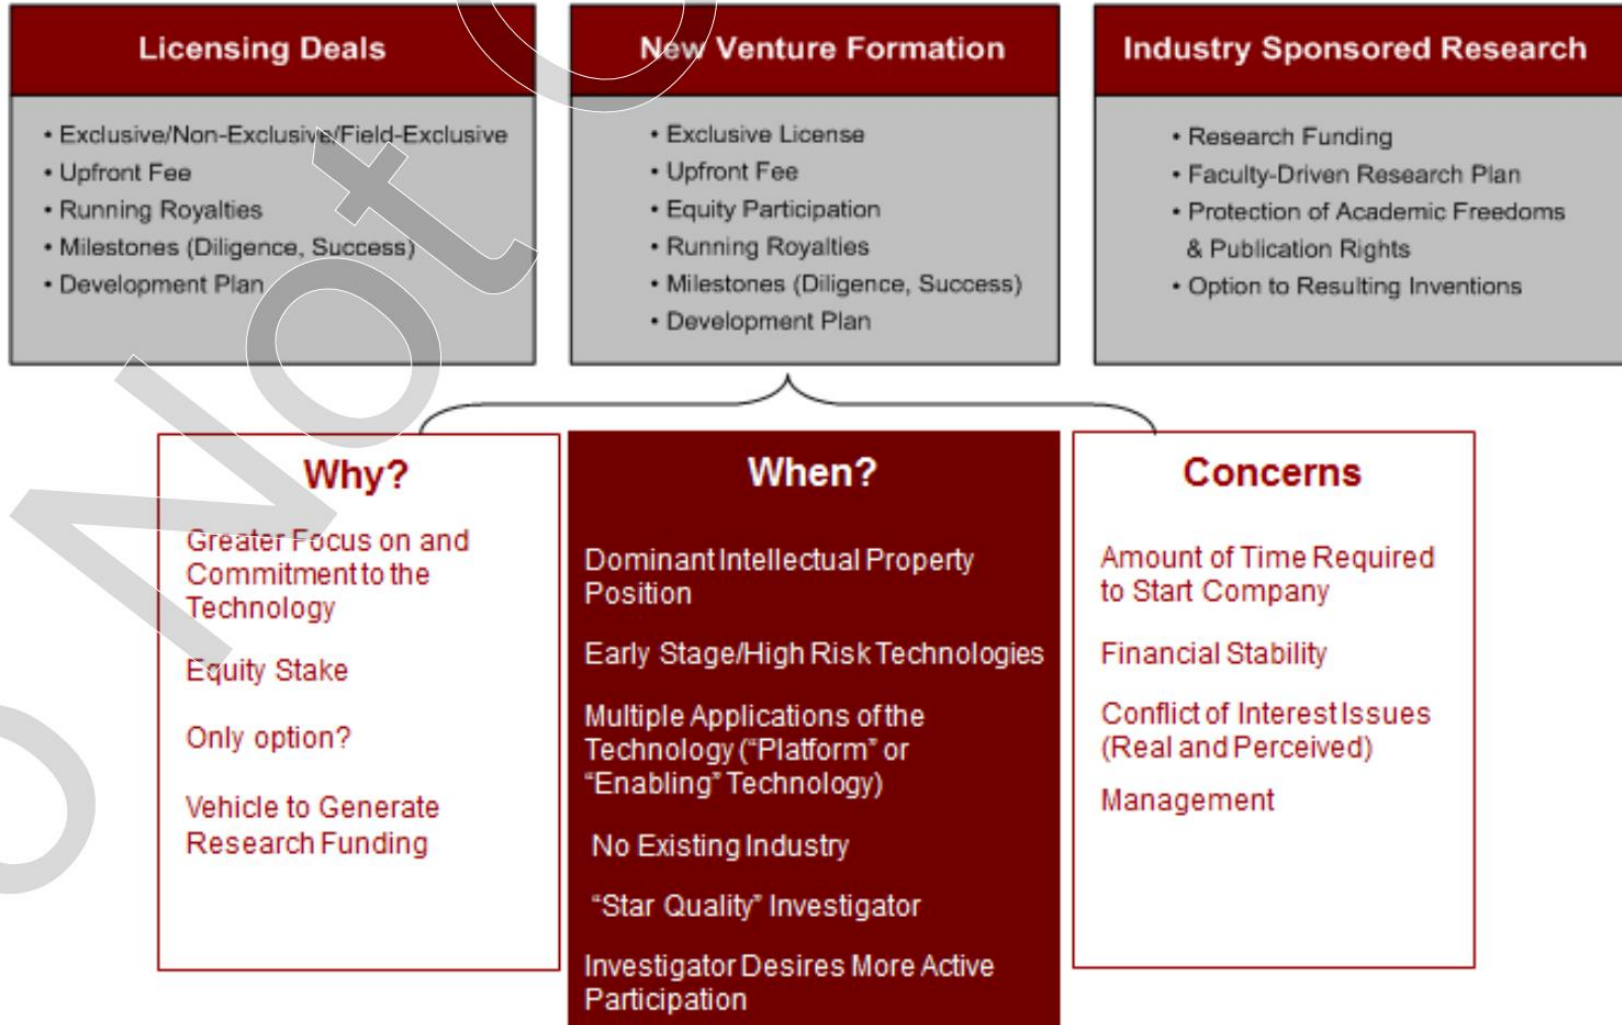 Licensing Deals
• Exclusive/Non-Exclusive/Field-Exclusive
• Upfront Fee
• Running Royalties
• Milestones (Diligence, Success)
• Development Plan
New Venture Formation
• Exclusive License
• Upfront Fee
• Equity Participation
• Running Royalties
• Milestones (Diligence, Success)
• Development Plan
Industry Sponsored Research
• Research Funding
• Faculty-Driven Research Plan
• Protection of Academic Freedoms
& Publication Rights
• Option to Resulting Inventions
Why?
Greater Focus on and
Commitment to the
Technology
Equity Stake
Only option?
Vehicle to Generate
Research Funding
When?
Dominant Intellectual Property
Position
Early Stage/High Risk Technologies
Multiple Applications of the
Technology (“Platform” or
“Enabling” Technology)
No Existing Industry
“Star Quality” Investigator
Investigator Desires More Active
Participation
Concerns
Amount of Time Required
to Start Company
Financial Stability
Conflict of Interest Issues
(Real and Perceived)
Management
Not